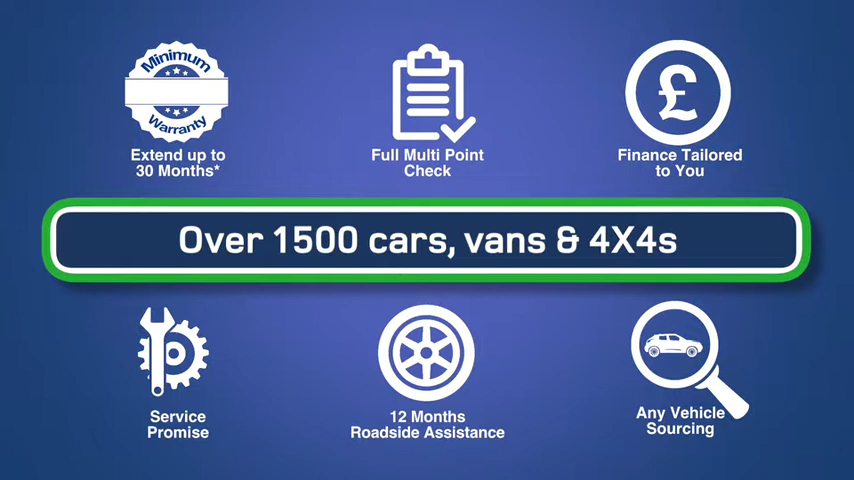 Minimum
Warranty
Extend up to
30 Months*
Full Multi Point
Check
£
Finance Tailored
to You
Over 1500 cars, vans & 4X4s
Service
Promise
12 Months
Roadside Assistance
Any Vehicle
Sourcing